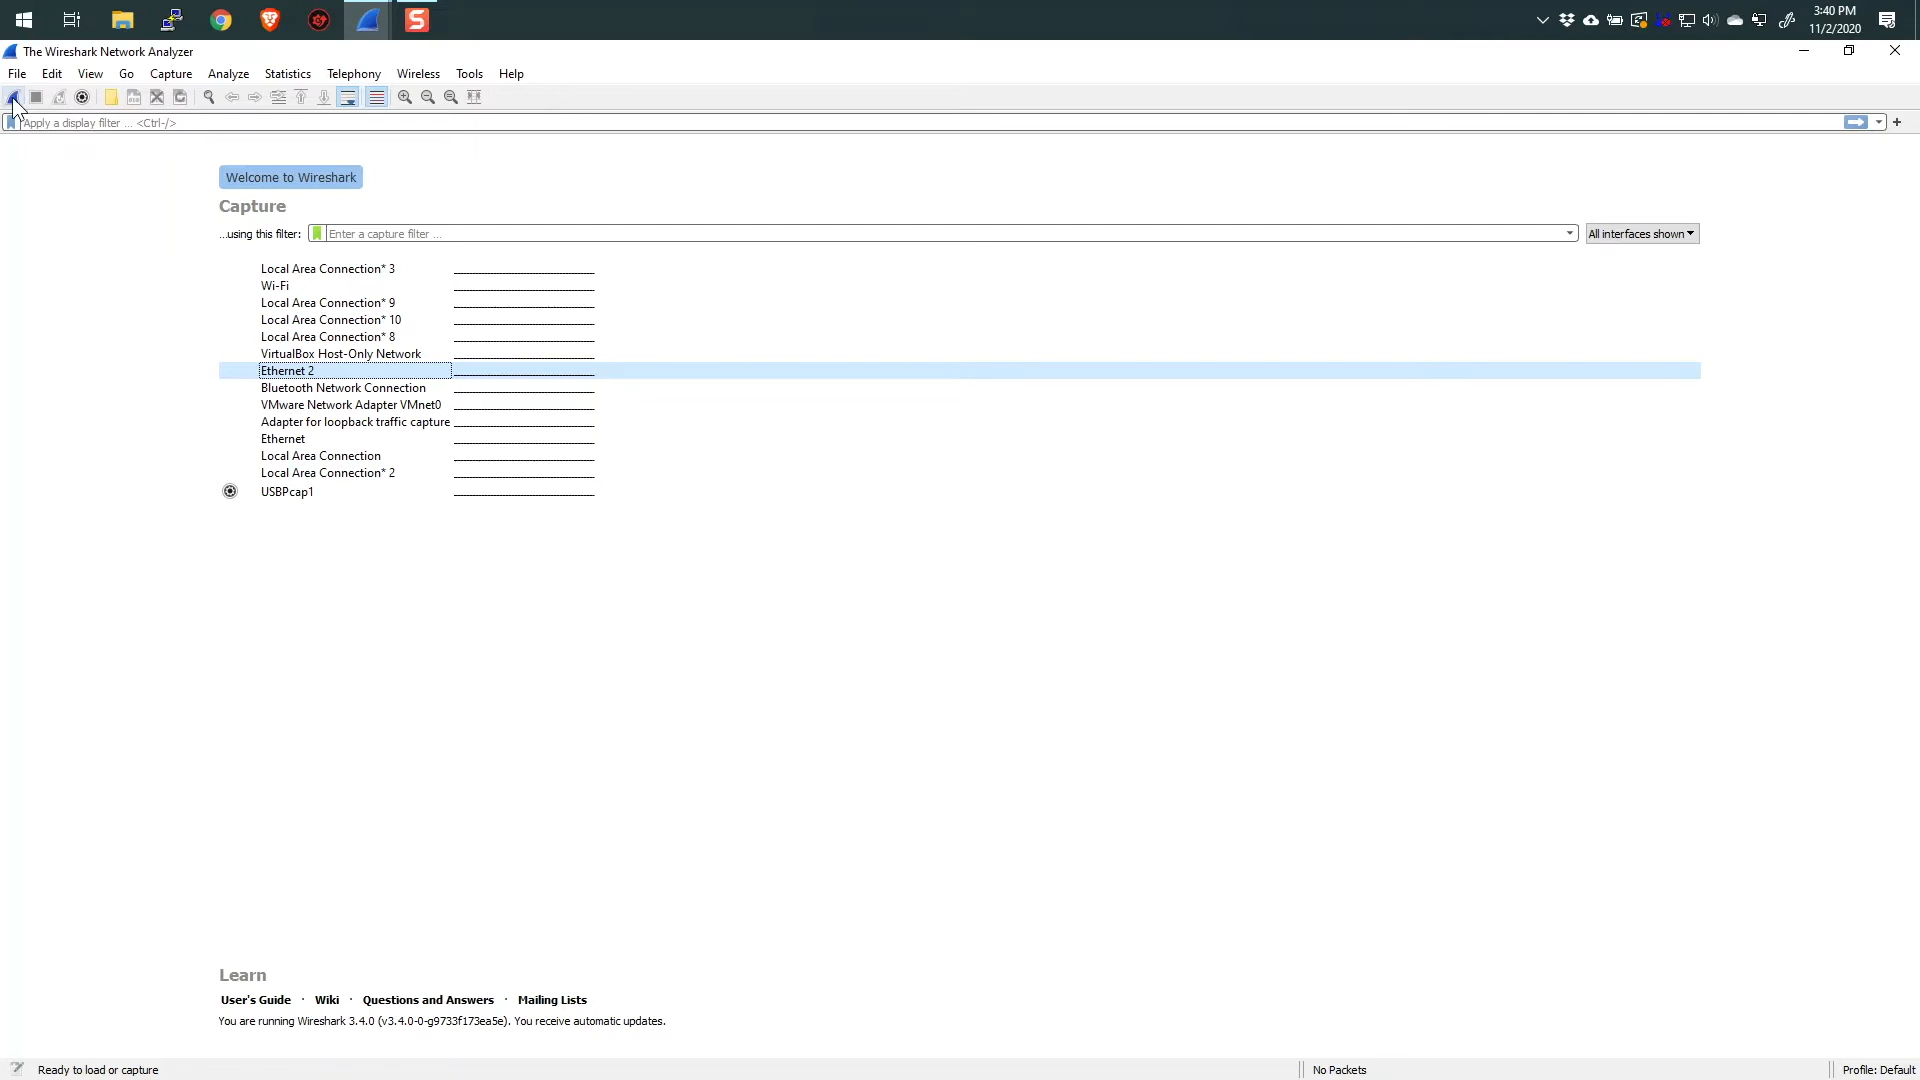 3:40 PM
11/2/2020
The Wireshark Network Analyzer
File Edit View Go Capture Analyze Statistics Telephony Wireless Tools Help
Apply a display filter ... <Ctrl-/>
Welcome to Wireshark
Capture
...using this filter: Enter a capture filter ... All interfaces shown
Local Area Connection* 3
Wi-Fi
Local Area Connection* 9
Local Area Connection* 10
Local Area Connection* 8
VirtualBox Host-Only Network
Ethernet 2
Bluetooth Network Connection
VMware Network Adapter VMnet0
Adapter for loopback traffic capture
Ethernet
Local Area Connection
Local Area Connection* 2
USBPcap1
Learn
User's Guide · Wiki · Questions and Answers · Mailing Lists
You are running Wireshark 3.4.0 (v3.4.0-0-g9733f173ea5e). You receive automatic updates.
Ready to load or capture No Packets Profile: Default